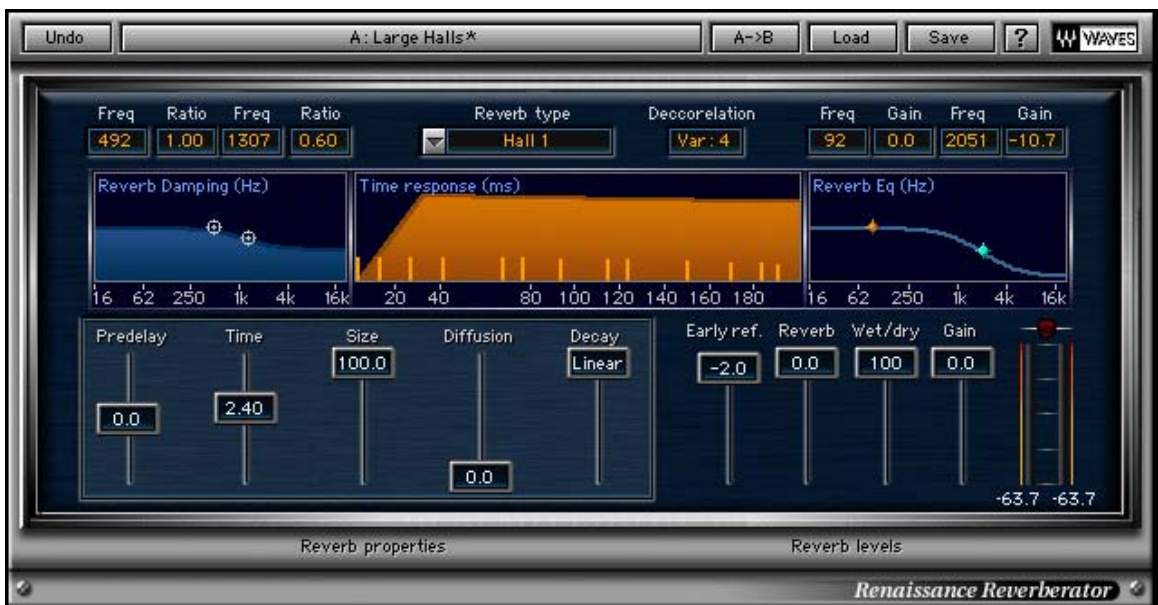 Undo A: Large Halls* A->B Load Save ? WAVES
Freq Ratio Freq Ratio Reverb type Deccorelation Freq Gain Freq Gain
492 1.00 1307 0.60 Hall 1 Var: 4 92 0.0 2051 -10.7
Reverb Damping (Hz) Time response (ms) Reverb Eq (Hz)
16 62 250 1k 4k 16k 20 40 80 100 120 140 160 180 16 62 250 1k 4k 16k
Predelay Time Size Diffusion Decay Early ref. Reverb Wet/dry Gain
0.0 2.40 100.0 0.0 Linear -2.0 0.0 100 0.0
-63.7 -63.7
Reverb properties Reverb levels
Renaissance Reverberator